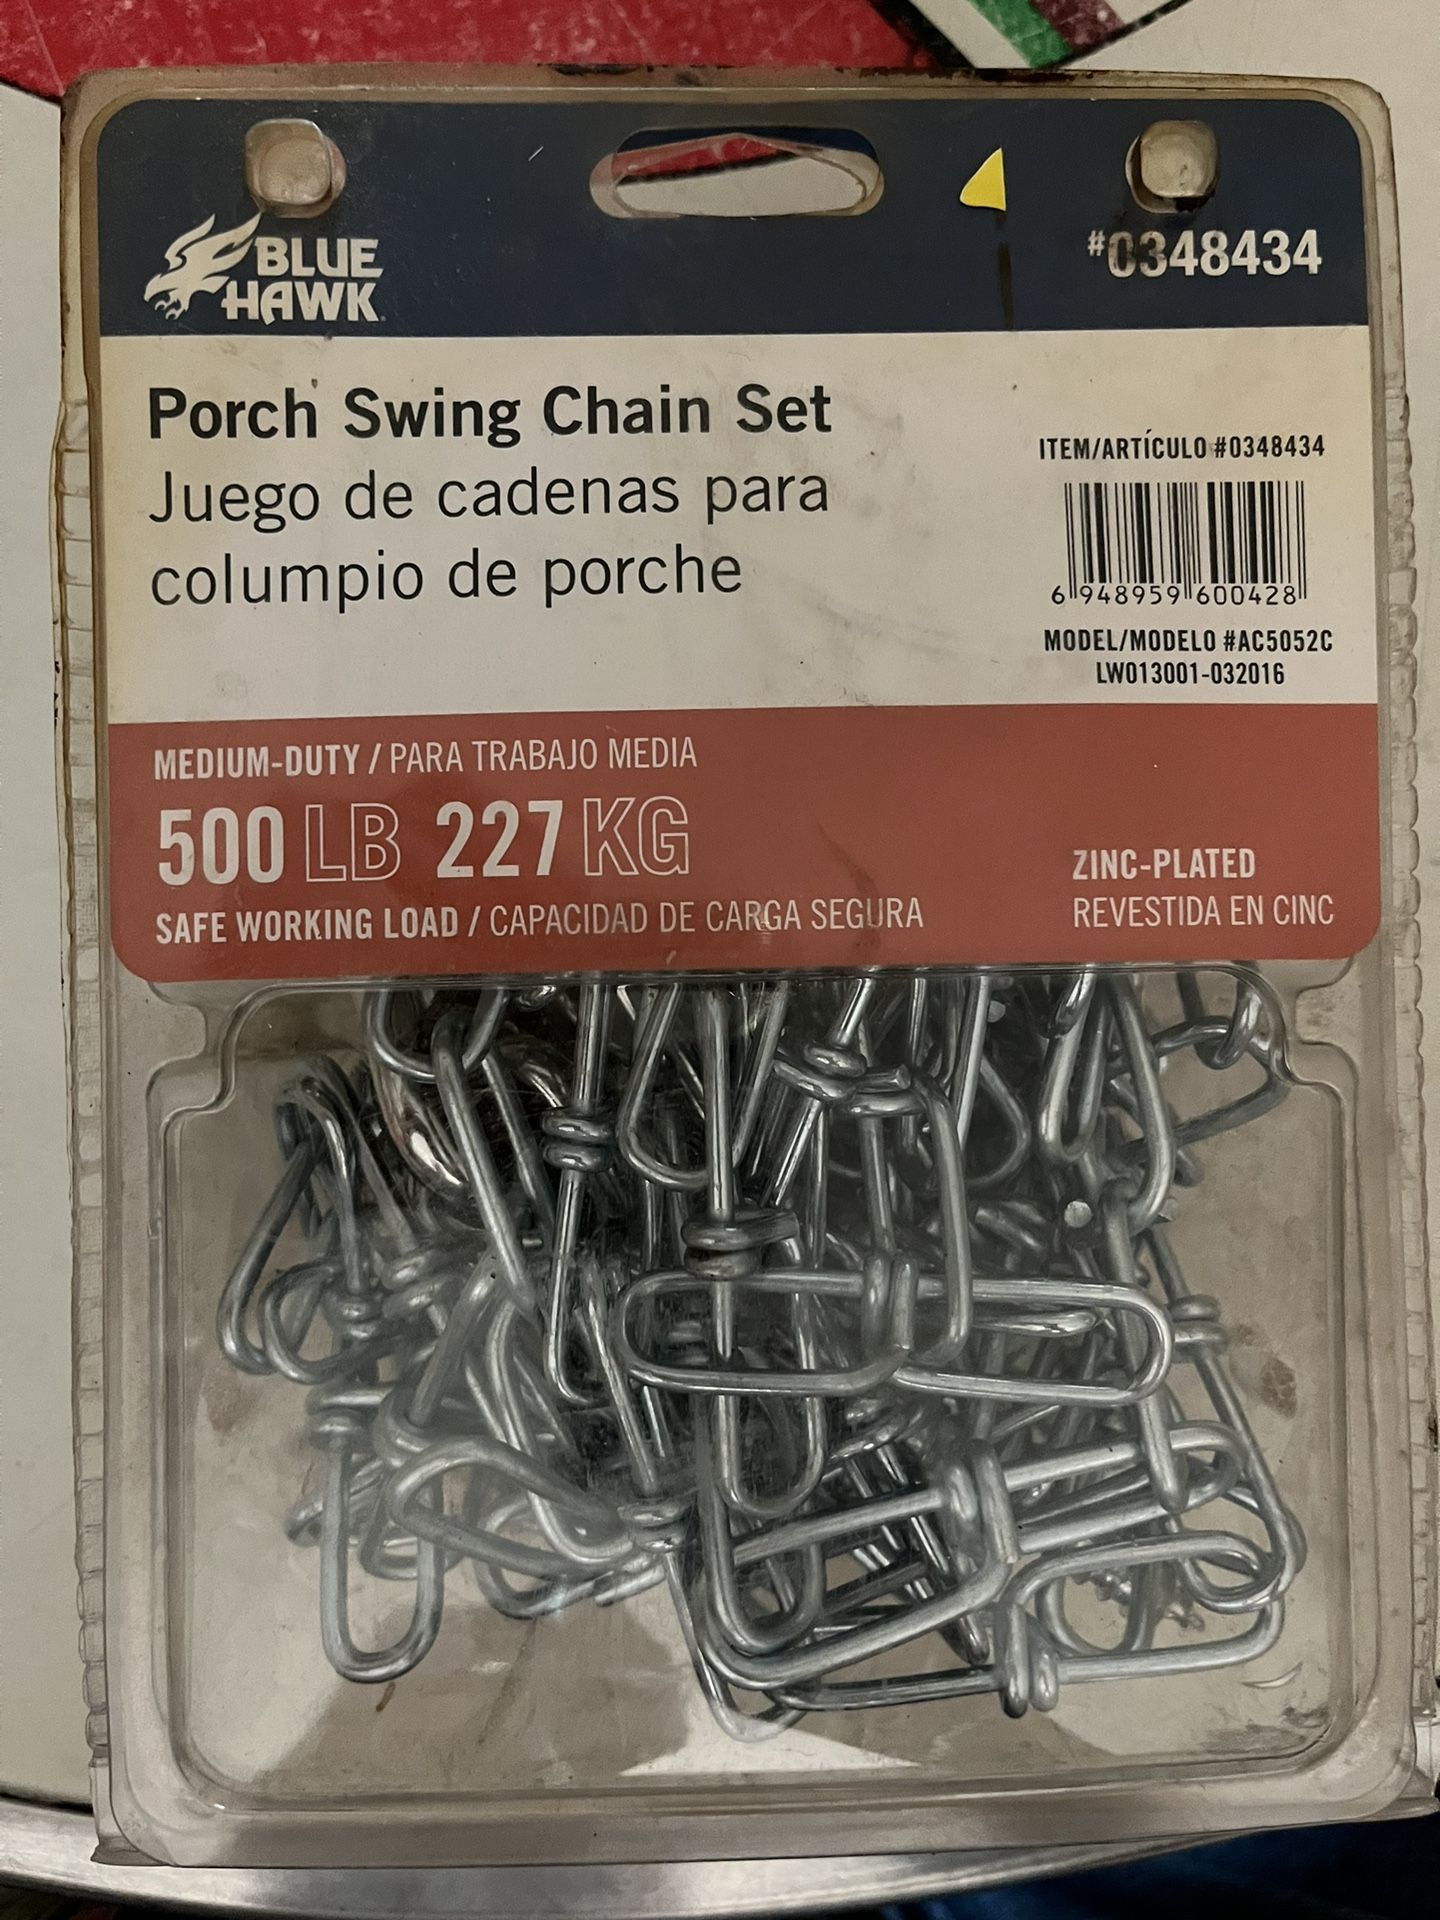 BLUE
HAWK
#0348434
Porch Swing Chain Set
Juego de cadenas para
columpio de porche
ITEM/ARTÍCULO #0348434
6 948959 600428
MODEL/MODELO #AC5052C
LW013001-032016
MEDIUM-DUTY / PARA TRABAJO MEDIA
500 LB 227 KG
SAFE WORKING LOAD / CAPACIDAD DE CARGA SEGURA
ZINC-PLATED
REVESTIDA EN CINC